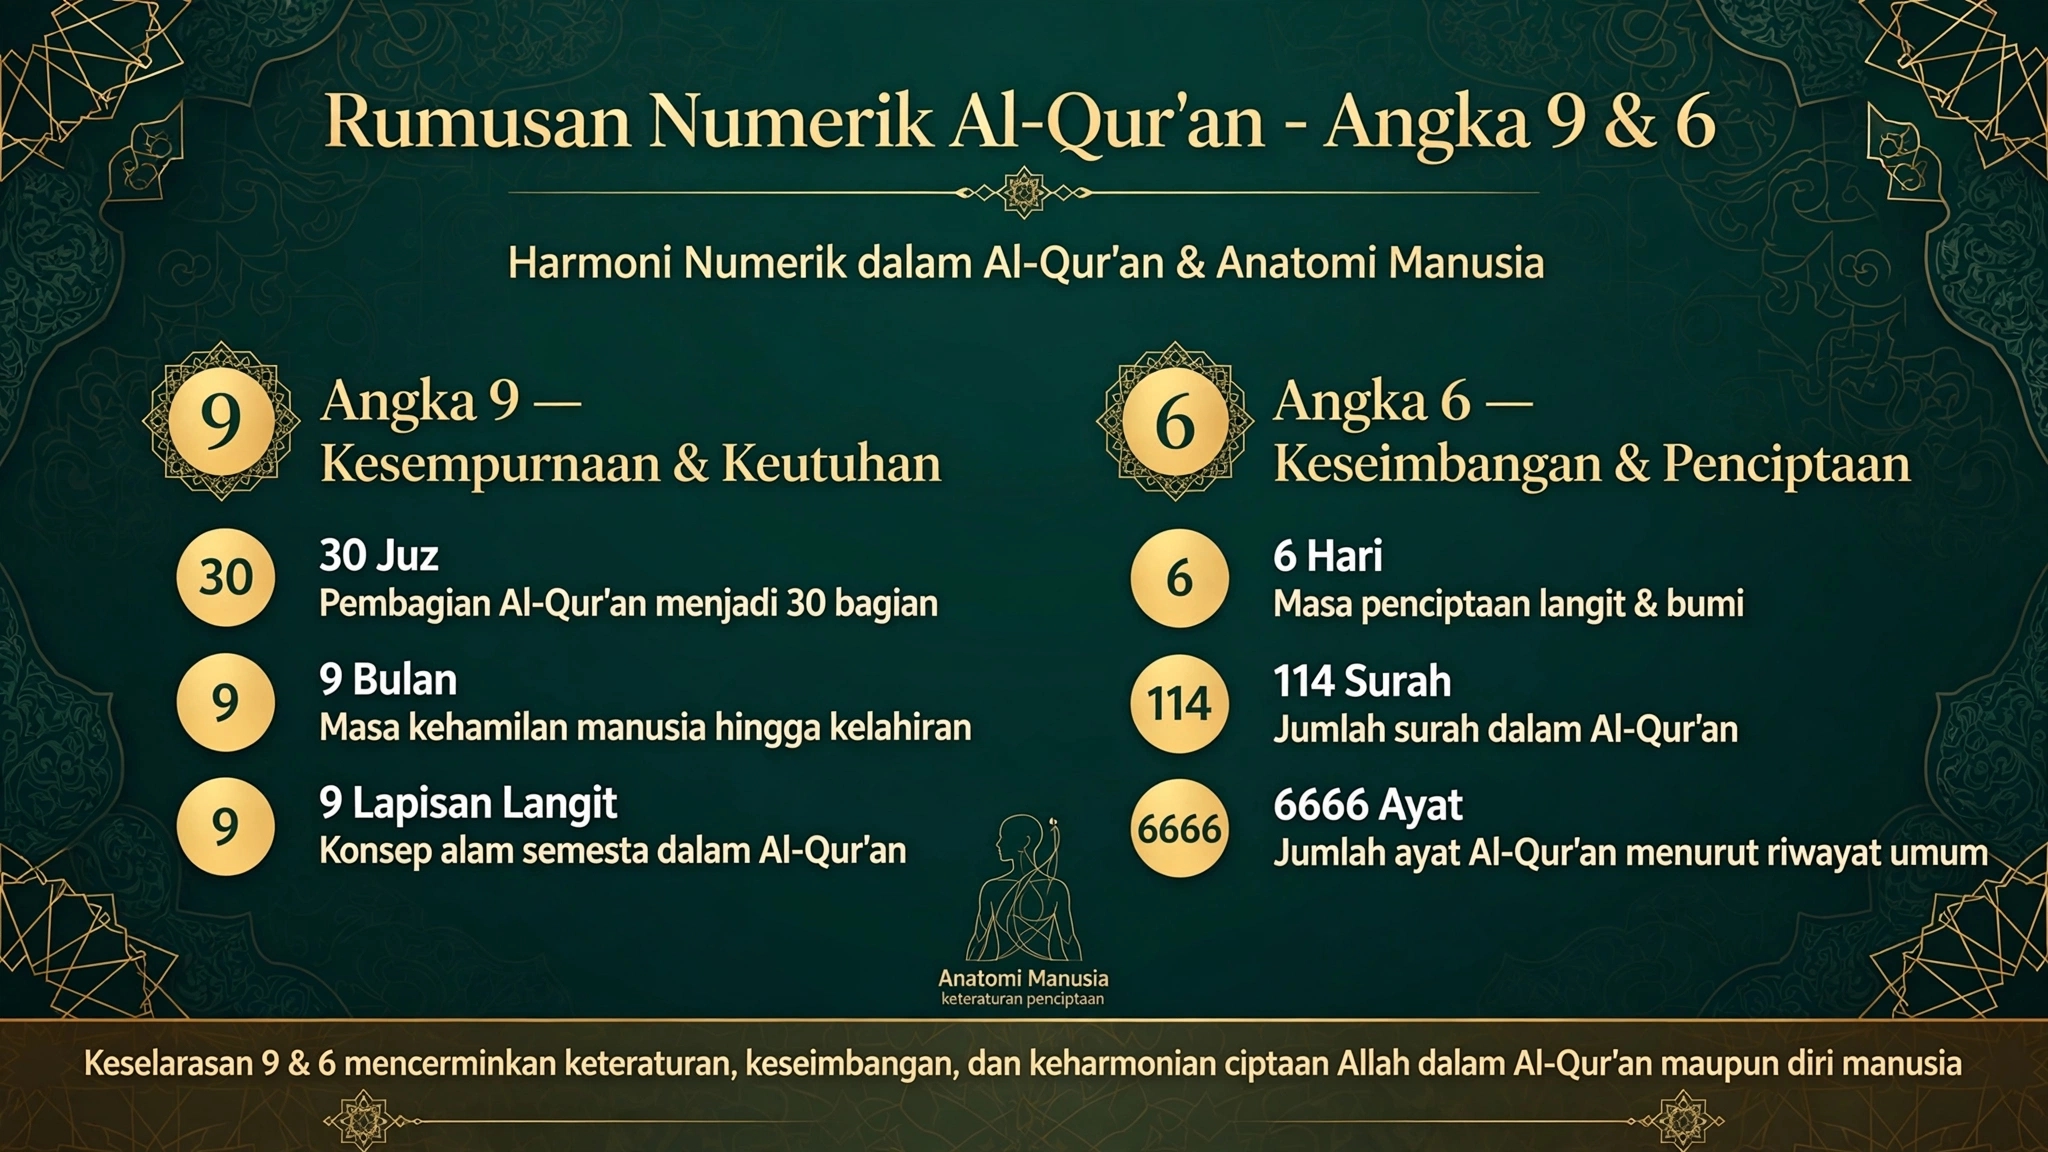 Rumusan Numerik Al-Qur'an - Angka 9 & 6
Harmoni Numerik dalam Al-Qur'an & Anatomi Manusia
9
Angka 9 —
Kesempurnaan & Keutuhan
30
30 Juz
Pembagian Al-Qur'an menjadi 30 bagian
9
9 Bulan
Masa kehamilan manusia hingga kelahiran
9
9 Lapisan Langit
Konsep alam semesta dalam Al-Qur'an
6
Angka 6 —
Keseimbangan & Penciptaan
6
6 Hari
Masa penciptaan langit & bumi
114
114 Surah
Jumlah surah dalam Al-Qur'an
6666
6666 Ayat
Jumlah ayat Al-Qur'an menurut riwayat umum
Anatomi Manusia
keteraturan penciptaan
Keselarasan 9 & 6 mencerminkan keteraturan, keseimbangan, dan keharmonian ciptaan Allah dalam Al-Qur'an maupun diri manusia